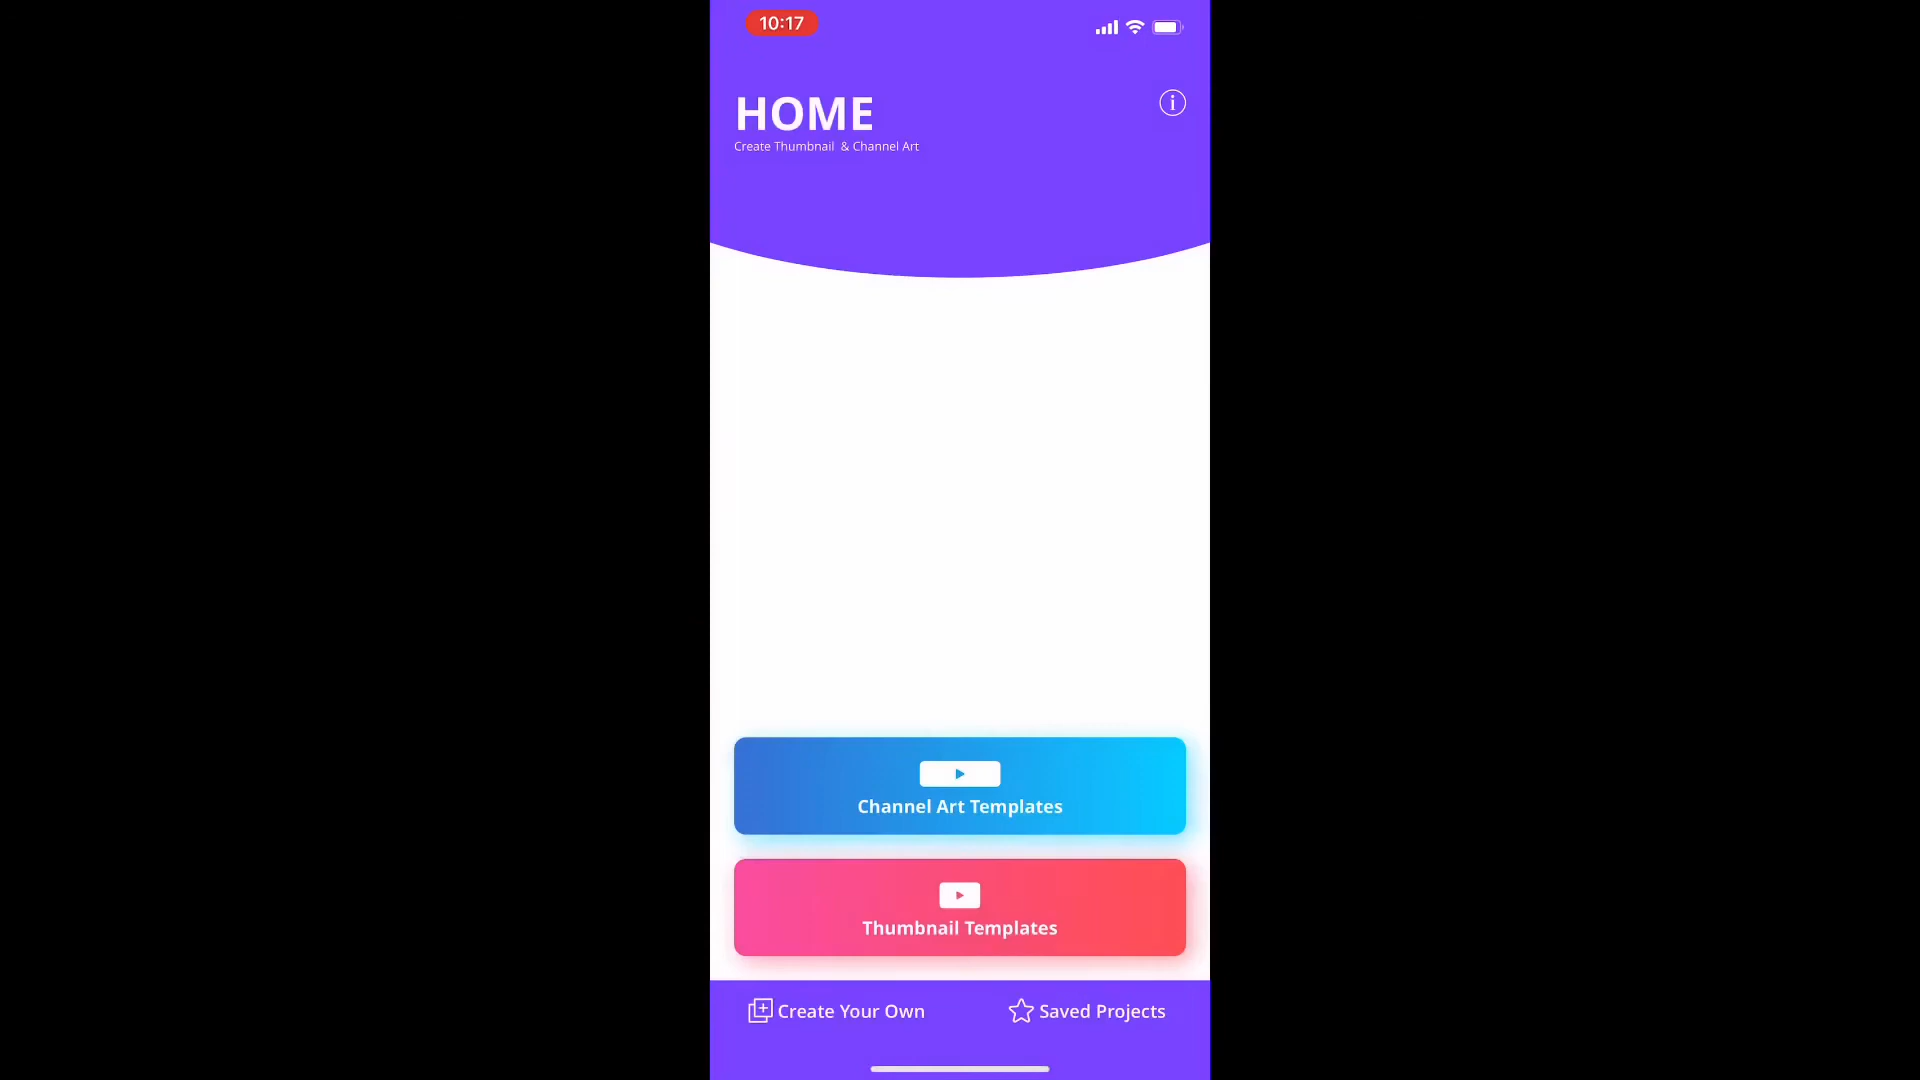 10:17
HOME
Create Thumbnail & Channel Art
Channel Art Templates
Thumbnail Templates
Create Your Own
Saved Projects